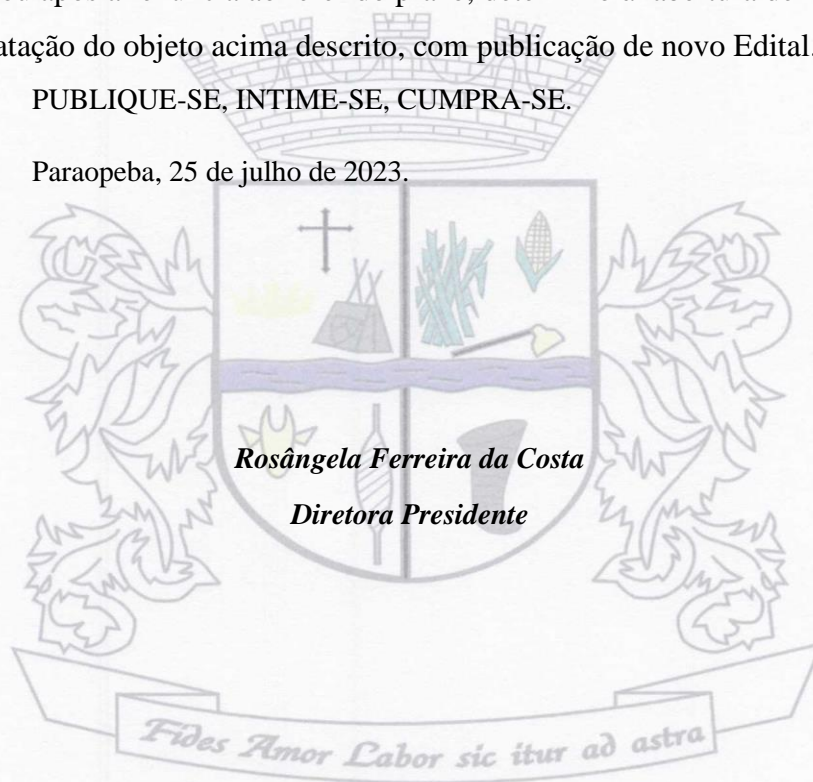 atação do objeto acima descrito, com publicação de novo Edital.
PUBLIQUE-SE, INTIME-SE, CUMPRA-SE.
Paraopeba, 25 de julho de 2023.
Rosângela Ferreira da Costa
Diretora Presidente
Fides Amor Labor sic itur ad astra